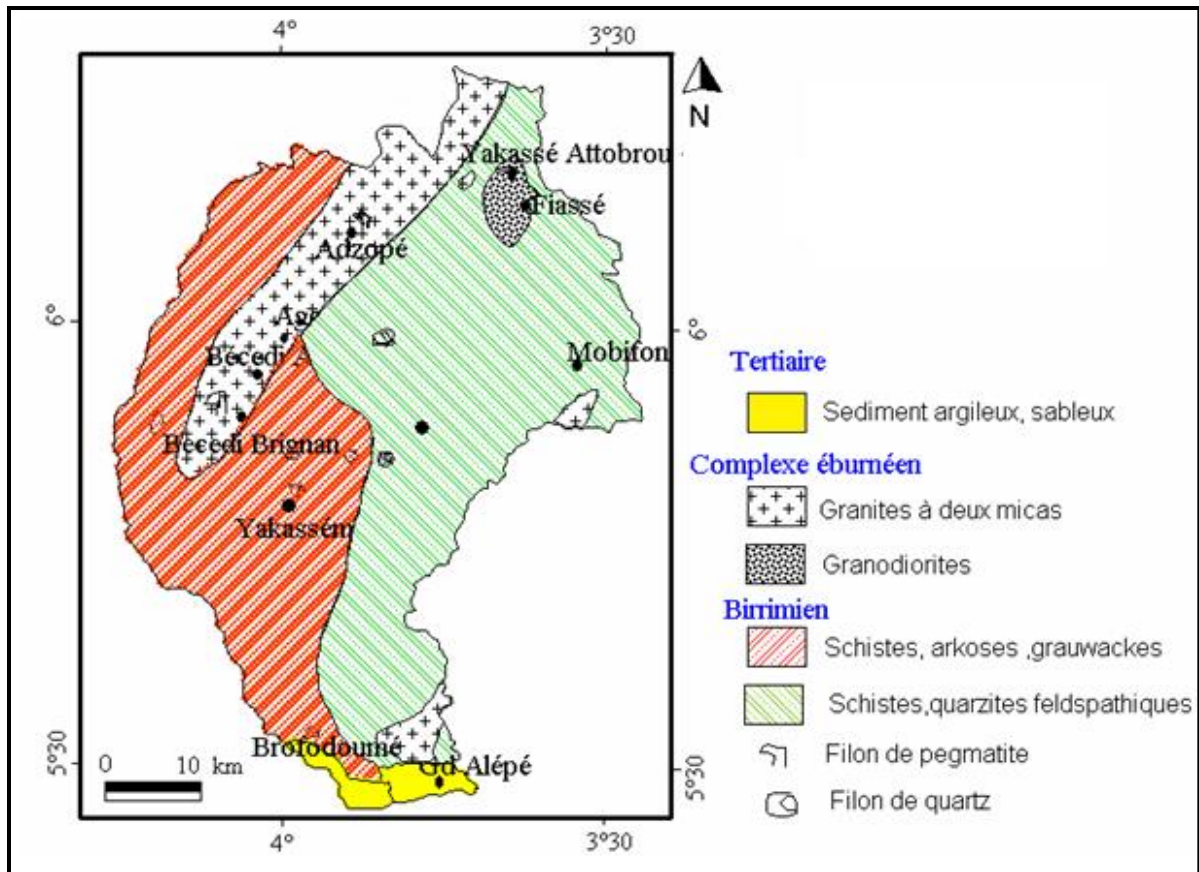 4°
3°30
N
Yakassé Attobrou
Fiassé
Adzopé
6°
6°
Mobifon
Bécedi
Bécedi Brignan
Yakassém
Brofodoumé
Gd Alépé
0 10 km
5°30
5°30
4°
3°30
Tertiaire
Sediment argileux, sableux
Complexe éburnéen
Granites à deux micas
Granodiorites
Birrimien
Schistes, arkoses ,grauwackes
Schistes,quarzites feldspathiques
Filon de pegmatite
Filon de quartz